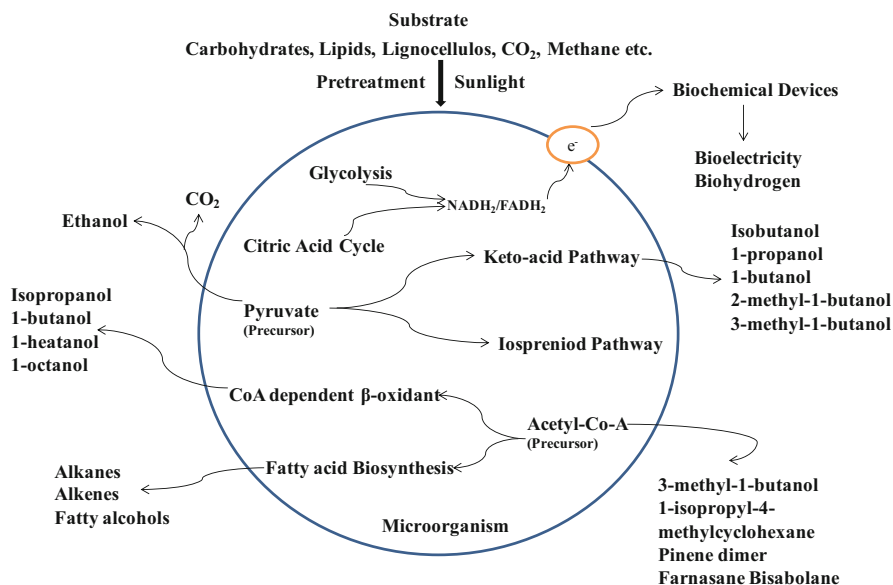 Substrate
Carbohydrates, Lipids, Lignocellulos, CO₂, Methane etc.
Pretreatment Sunlight
Biochemical Devices
e⁻
Bioelectricity
Biohydrogen
Glycolysis
NADH₂/FADH₂
CO₂
Ethanol
Citric Acid Cycle
Keto-acid Pathway
Isobutanol
1-propanol
1-butanol
2-methyl-1-butanol
3-methyl-1-butanol
Pyruvate
(Precursor)
Isopropanol
1-butanol
1-heatanol
1-octanol
Iospreniod Pathway
CoA dependent β-oxidant
Acetyl-Co-A
(Precursor)
Fatty acid Biosynthesis
Alkanes
Alkenes
Fatty alcohols
3-methyl-1-butanol
1-isopropyl-4-
methylcyclohexane
Pinene dimer
Farnasane Bisabolane
Microorganism